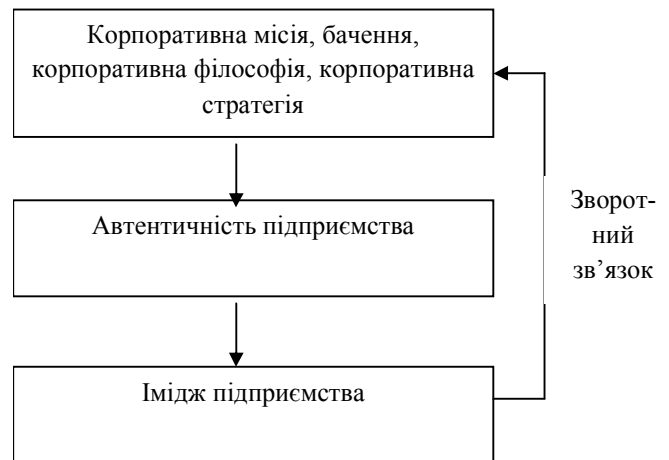 Корпоративна місія, бачення,
корпоративна філософія, корпоративна
стратегія
Автентичність підприємства
Зворот-
ний
зв’язок
Імідж підприємства